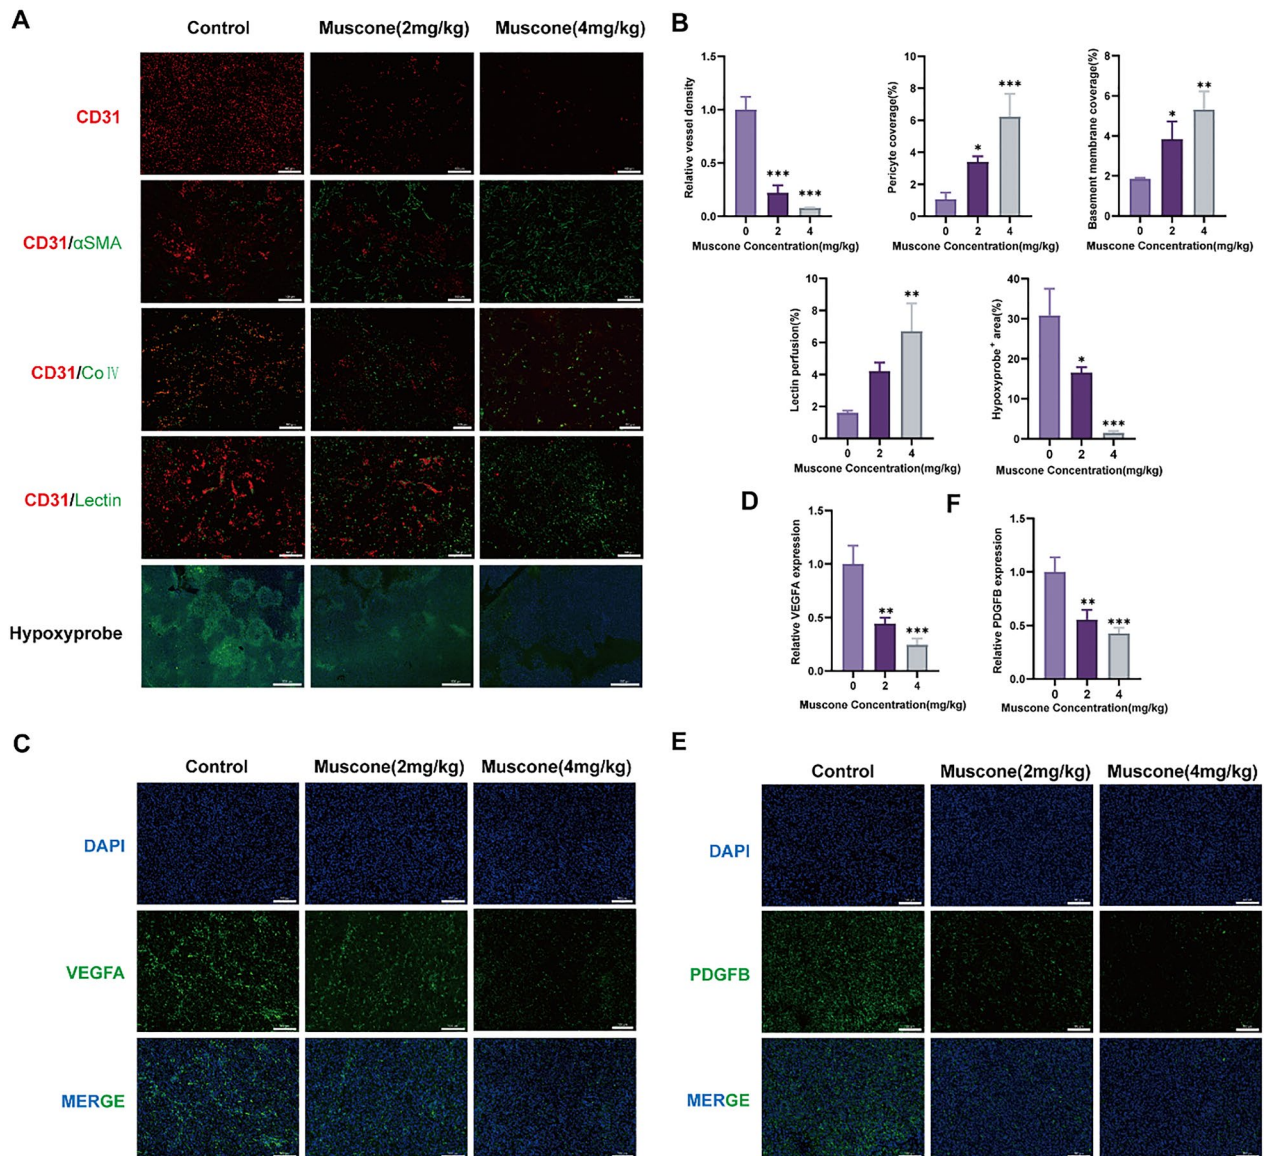 A
Control
Muscone(2mg/kg)
Muscone(4mg/kg)
CD31
CD31/αSMA
CD31/Co Ⅳ
CD31/Lectin
Hypoxyprobe
B
Relative vessel density
1.5
1.0
0.5
0.0
***
***
0 2 4
Muscone Concentration(mg/kg)
Pericyte coverage(%)
10
8
6
4
2
0
*
***
0 2 4
Muscone Concentration(mg/kg)
Basement membrane coverage(%)
8
6
4
2
0
*
**
0 2 4
Muscone Concentration(mg/kg)
Lectin perfusion(%)
10
8
6
4
2
0
**
0 2 4
Muscone Concentration(mg/kg)
Hypoxyprobe⁺ area(%)
40
30
20
10
0
*
***
0 2 4
Muscone Concentration(mg/kg)
D
Relative VEGFA expression
1.5
1.0
0.5
0.0
**
***
0 2 4
Muscone Concentration(mg/kg)
F
Relative PDGFB expression
1.5
1.0
0.5
0.0
**
***
0 2 4
Muscone Concentration(mg/kg)
C
Control
Muscone(2mg/kg)
Muscone(4mg/kg)
DAPI
VEGFA
MERGE
E
Control
Muscone(2mg/kg)
Muscone(4mg/kg)
DAPI
PDGFB
MERGE